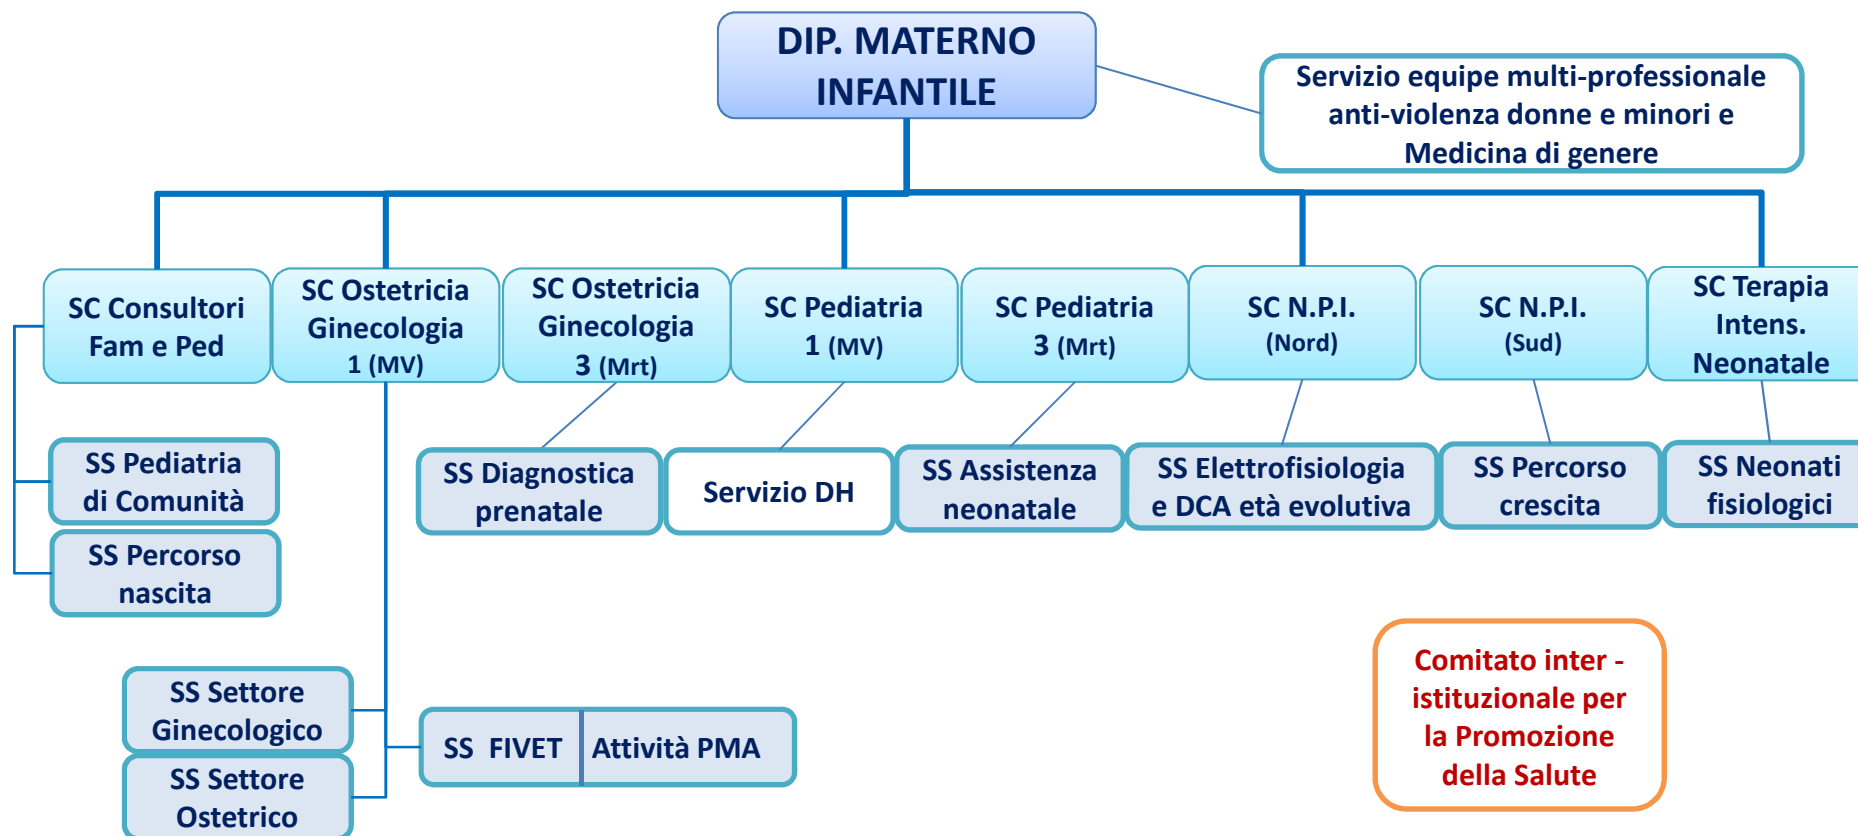 DIP. MATERNO
INFANTILE
Servizio equipe multi-professionale
anti-violenza donne e minori e
Medicina di genere
SC Consultori
Fam e Ped
SC Ostetricia
Ginecologia
1 (MV)
SC Ostetricia
Ginecologia
3 (Mrt)
SC Pediatria
1 (MV)
SC Pediatria
3 (Mrt)
SC N.P.I.
(Nord)
SC N.P.I.
(Sud)
SC Terapia
Intens.
Neonatale
SS Pediatria
di Comunità
SS Percorso
nascita
SS Diagnostica
prenatale
Servizio DH
SS Assistenza
neonatale
SS Elettrofisiologia
e DCA età evolutiva
SS Percorso
crescita
SS Neonati
fisiologici
SS Settore
Ginecologico
SS Settore
Ostetrico
SS FIVET
Attività PMA
Comitato inter -
istituzionale per
la Promozione
della Salute